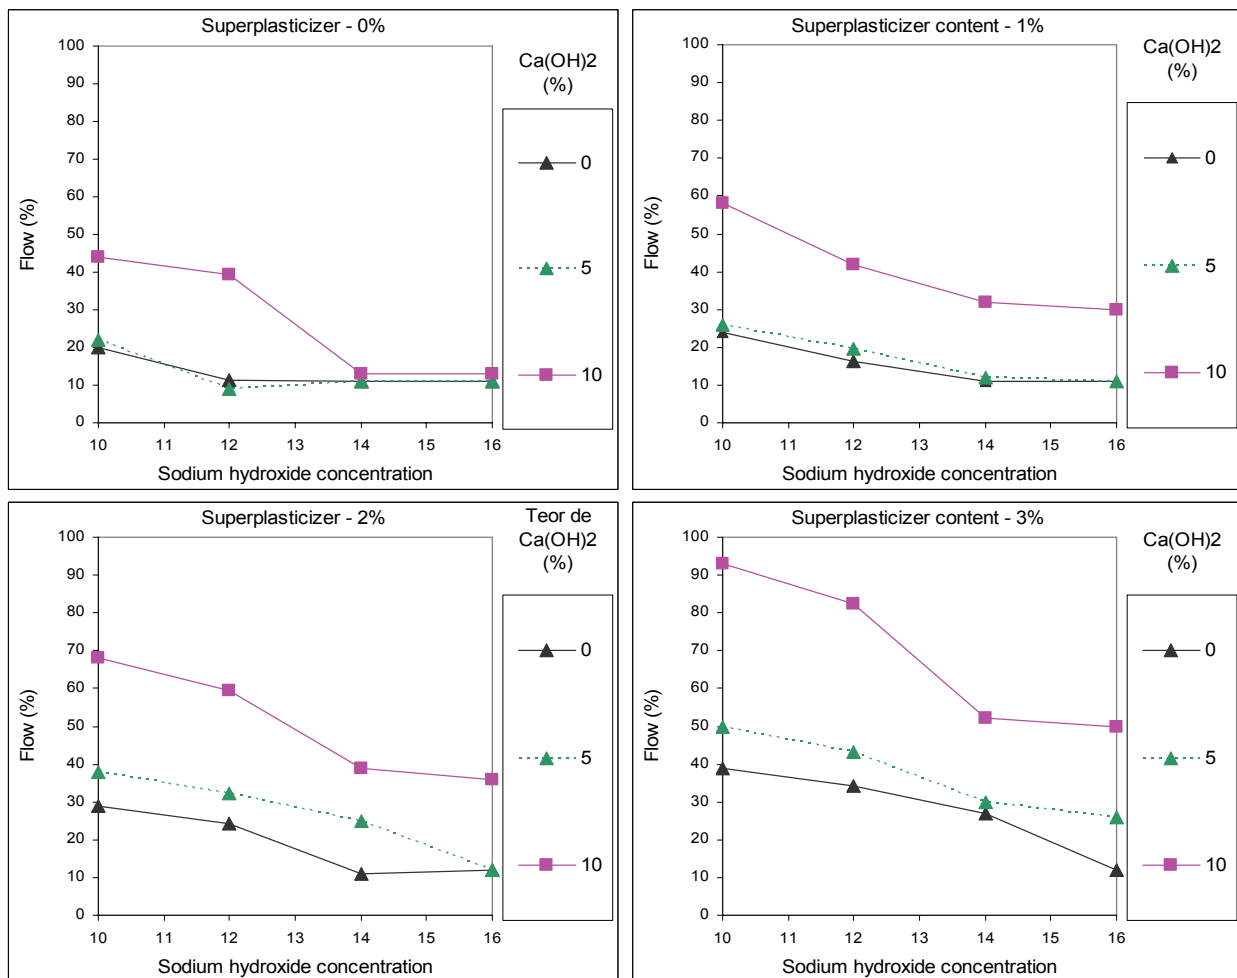 Superplasticizer - 0%
Ca(OH)2
(%)
Flow (%)
100
90
80
70
60
50
40
30
20
10
0
10 11 12 13 14 15 16
Sodium hydroxide concentration
0
5
10
Superplasticizer content - 1%
Ca(OH)2
(%)
Flow (%)
100
90
80
70
60
50
40
30
20
10
0
10 11 12 13 14 15 16
Sodium hydroxide concentration
0
5
10
Superplasticizer - 2%
Teor de
Ca(OH)2
(%)
Flow (%)
100
90
80
70
60
50
40
30
20
10
0
10 11 12 13 14 15 16
Sodium hydroxide concentration
0
5
10
Superplasticizer content - 3%
Ca(OH)2
(%)
Flow (%)
100
90
80
70
60
50
40
30
20
10
0
10 11 12 13 14 15 16
Sodium hydroxide concentration
0
5
10